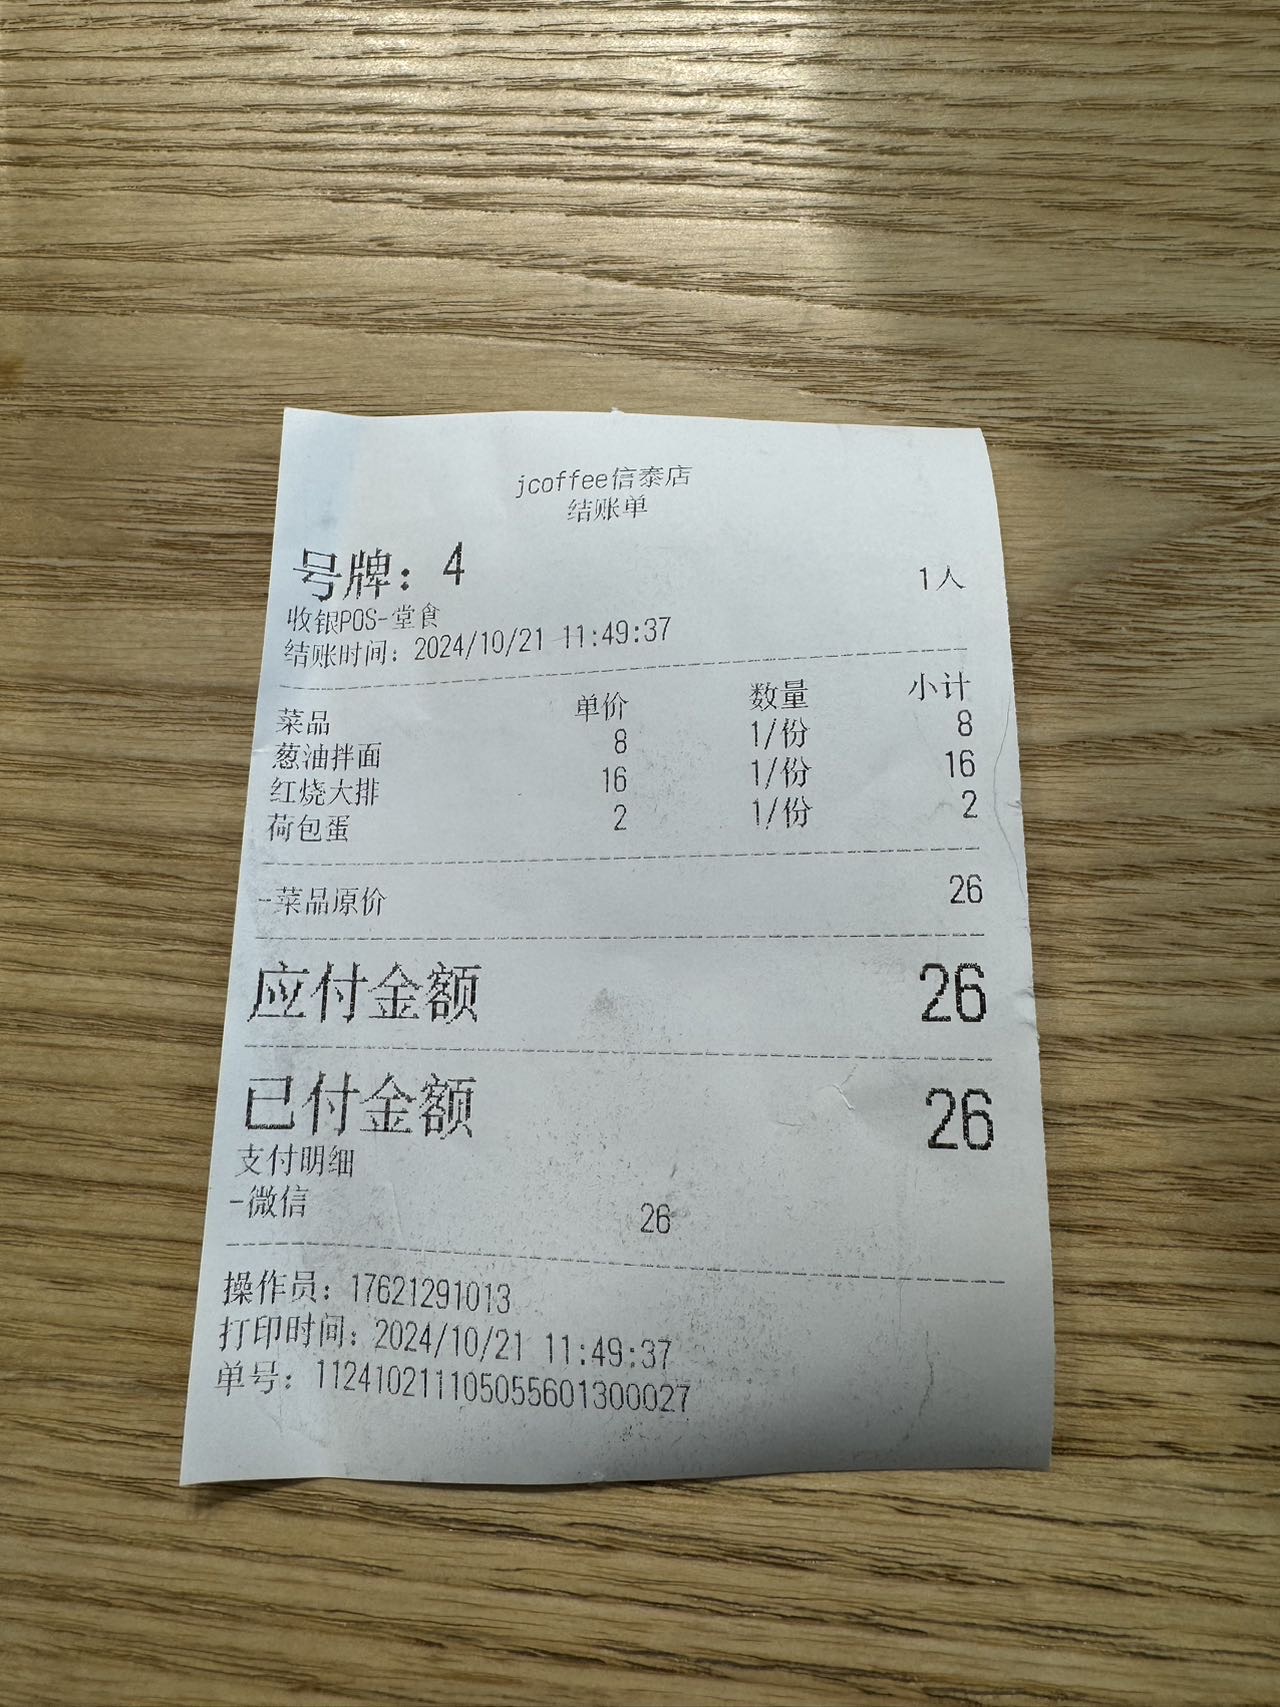 jcoffee信泰店
结账单
号牌：4 1人
收银POS-堂食
结账时间：2024/10/21 11:49:37
菜品 单价 数量 小计
葱油拌面 8 1/份 8
红烧大排 16 1/份 16
荷包蛋 2 1/份 2
-菜品原价 26
应付金额 26
已付金额 26
支付明细
-微信 26
操作员：17621291013
打印时间：2024/10/21 11:49:37
单号：112410211105055601300027